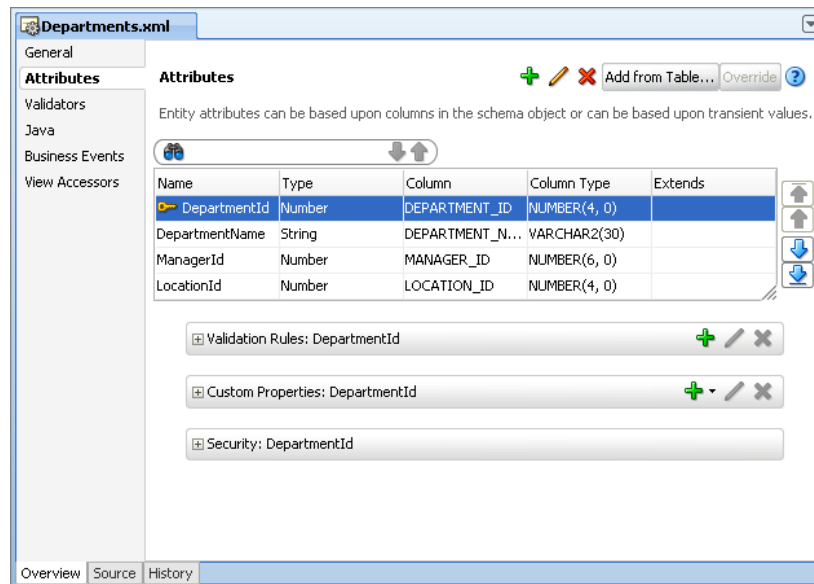 Departments.xml
General
Attributes
Validators
Java
Business Events
View Accessors
Attributes Add from Table... Override ?
Entity attributes can be based upon columns in the schema object or can be based upon transient values.
Name Type Column Column Type Extends
DepartmentId Number DEPARTMENT_ID NUMBER(4, 0)
DepartmentName String DEPARTMENT_N... VARCHAR2(30)
ManagerId Number MANAGER_ID NUMBER(6, 0)
LocationId Number LOCATION_ID NUMBER(4, 0)
Validation Rules: DepartmentId
Custom Properties: DepartmentId
Security: DepartmentId
Overview Source History